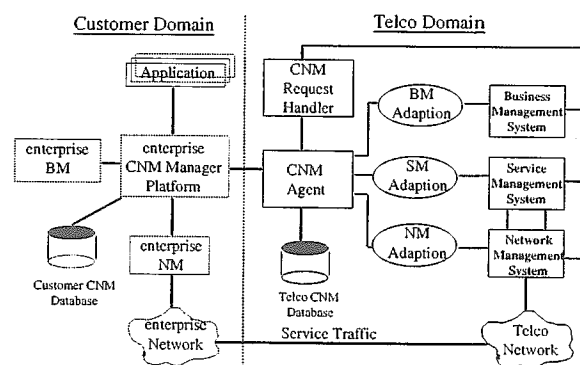 Customer Domain
Telco Domain
Application
CNM
Request
Handler
BM
Adaption
Business
Management
System
enterprise
BM
enterprise
CNM Manager
Platform
CNM
Agent
SM
Adaption
Service
Management
System
enterprise
NM
NM
Adaption
Network
Management
System
Customer CNM
Database
Telco CNM
Database
enterprise
Network
Service Traffic
Telco
Network